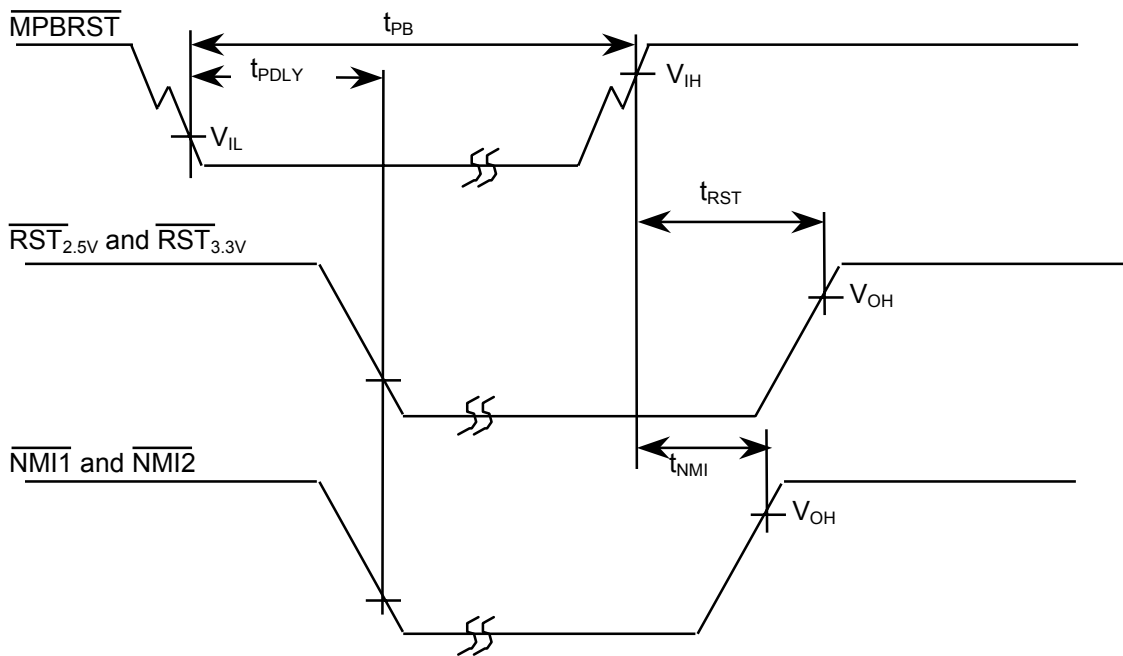 MPBRST
tPB
tPDLY
VIH
VIL
tRST
RST2.5V and RST3.3V
VOH
NMI1 and NMI2
tNMI
VOH